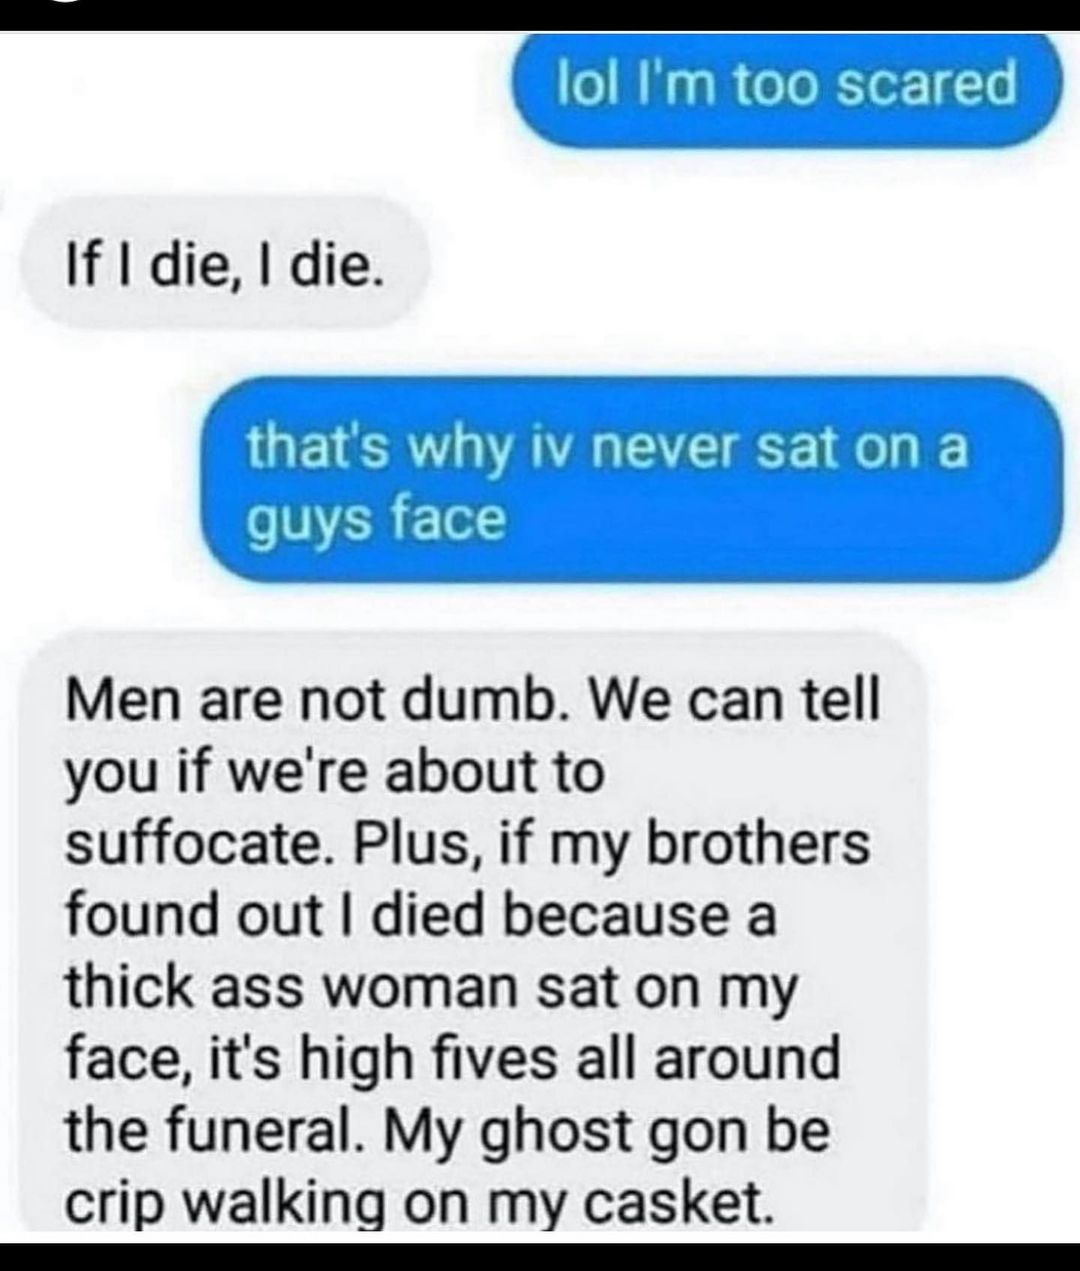 lol I'm too scared
If I die, I die.
that's why iv never sat on a
guys face
Men are not dumb. We can tell
you if we're about to
suffocate. Plus, if my brothers
found out I died because a
thick ass woman sat on my
face, it's high fives all around
the funeral. My ghost gon be
crip walking on my casket.